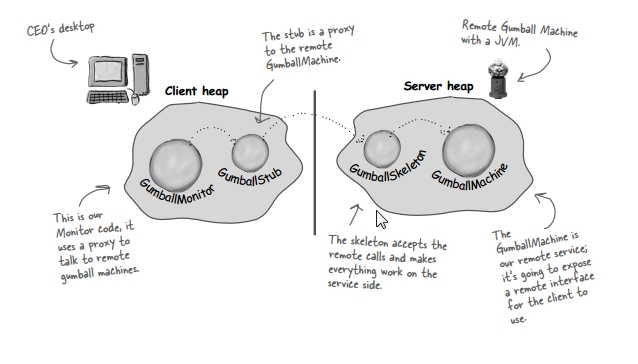 CEO's desktop
The stub is a proxy
to the remote
GumballMachine.
Remote Gumball Machine
with a JVM.
Client heap
Server heap
GumballMonitor
GumballStub
GumballSkeleton
GumballMachine
This is our
Monitor code, it
uses a proxy to
talk to remote
gumball machines.
The skeleton accepts the
remote calls and makes
everything work on the
service side.
The
GumballMachine is
our remote service;
it's going to expose
a remote interface
for the client to
use.